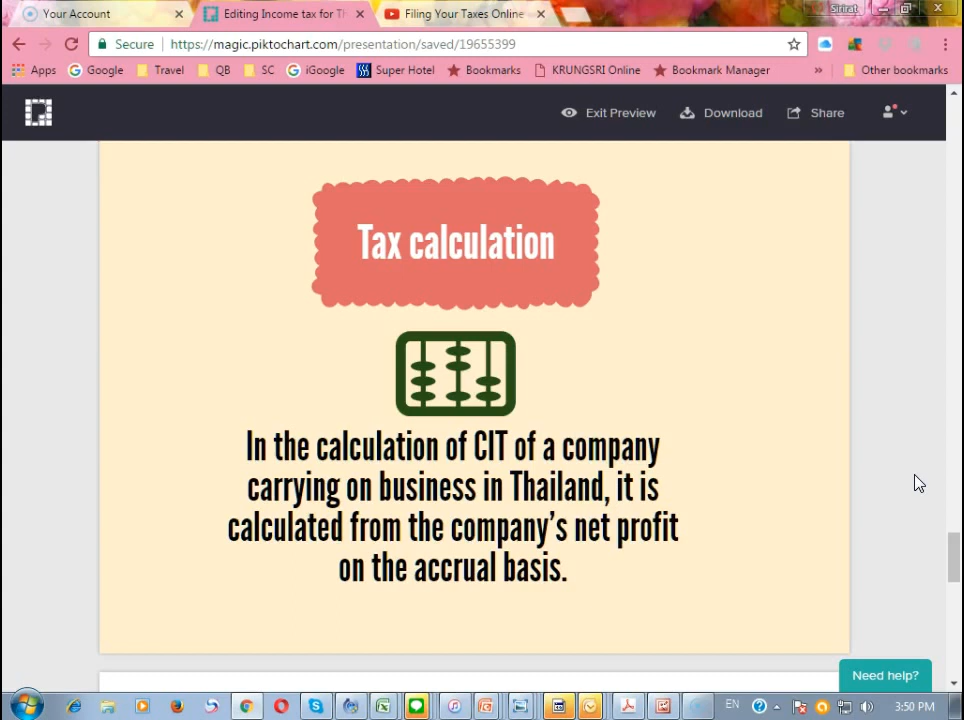 Your Account
Editing Income tax for Th
Filing Your Taxes Online
Sirirat
Secure
https://magic.piktochart.com/presentation/saved/19655399
Apps
Google
Travel
QB
SC
iGoogle
Super Hotel
Bookmarks
KRUNGSRI Online
Bookmark Manager
»
Other bookmarks
Exit Preview
Download
Share
Tax calculation
In the calculation of CIT of a company
carrying on business in Thailand, it is
calculated from the company's net profit
on the accrual basis.
Need help?
EN
3:50 PM